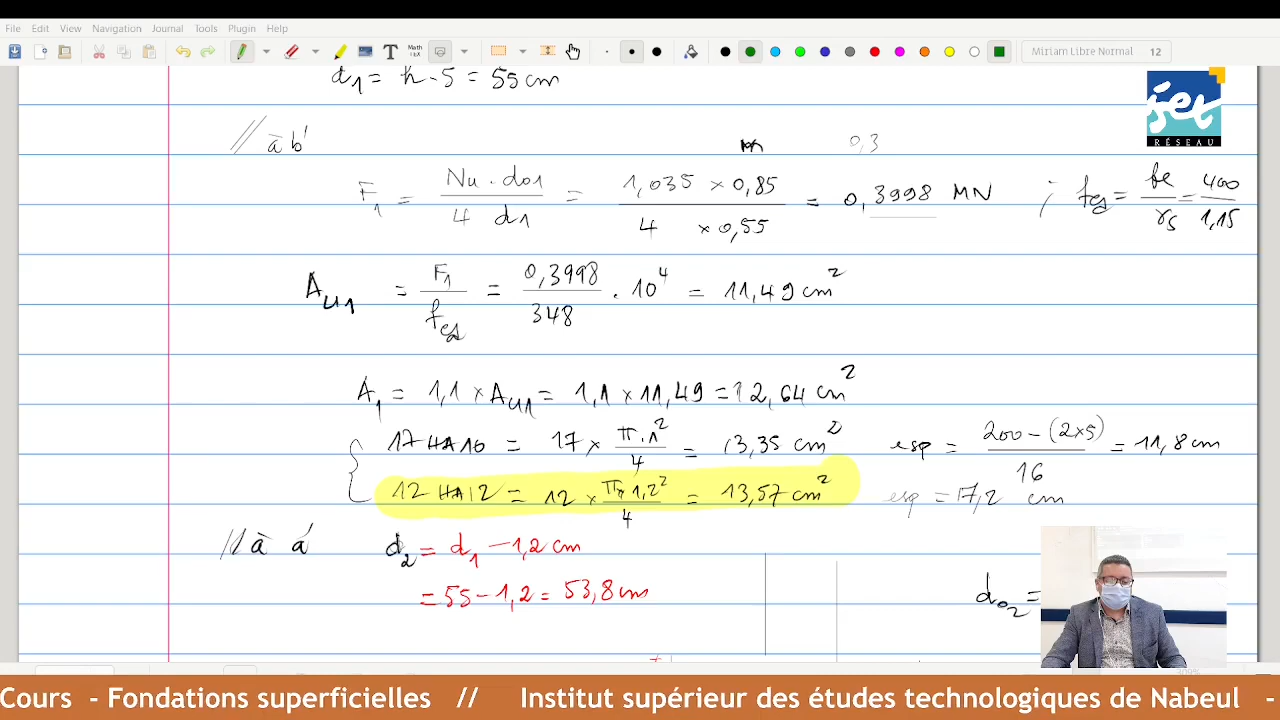 File Edit View Navigation Journal Tools Plugin Help
Math
Miriam Libre Normal 12
d1 = h - 5 = 55 cm
// à b'
0,3
F1 = Nu . do1 / 4 d1 = 1,035 × 0,85 / 4 × 0,55 = 0,3998 MN ; fed = fe / γs = 400 / 1,15
Au1 = F1 / fed = 0,3998 / 348 . 10^4 = 11,49 cm²
A1 = 1,1 × Au1 = 1,1 × 11,49 = 12,64 cm²
17 HA 10 = 17 × π.1² / 4 = 13,35 cm² esp = 200 - (2×5) / 16 = 11,8 cm
12 HA 12 = 12 × π×1,2² / 4 = 13,57 cm² esp = 17,2 cm
// à a' d2 = d1 - 1,2 cm
= 55 - 1,2 = 53,8 cm
do2 =
iset
RÉSEAU
Cours - Fondations superficielles // Institut supérieur des études technologiques de Nabeul -